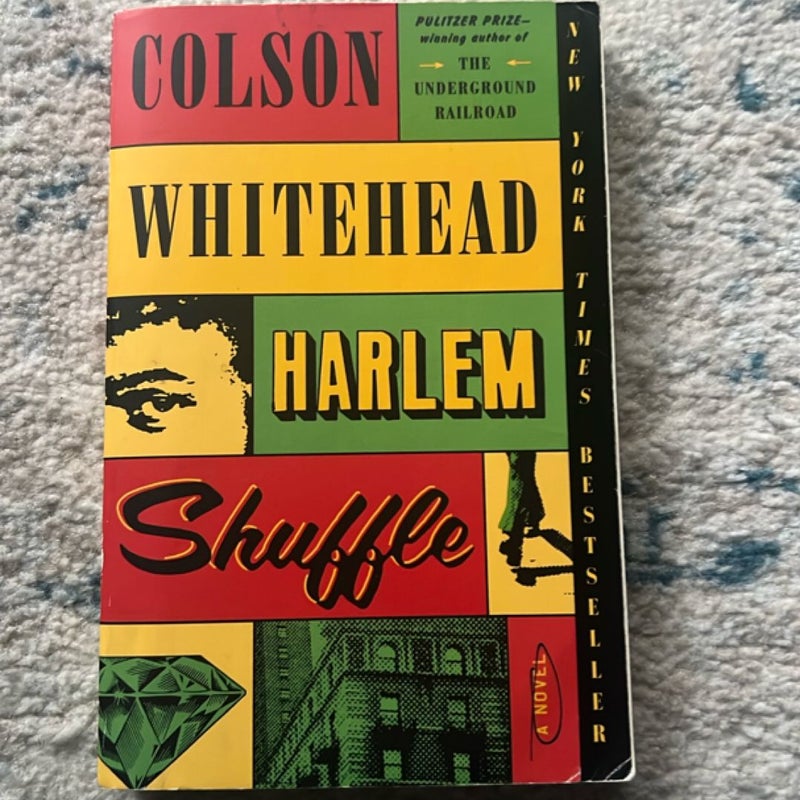 COLSON
PULITZER PRIZE–
winning author of
THE
UNDERGROUND
RAILROAD
WHITEHEAD
HARLEM
Shuffle
A NOVEL
NEW YORK TIMES BESTSELLER